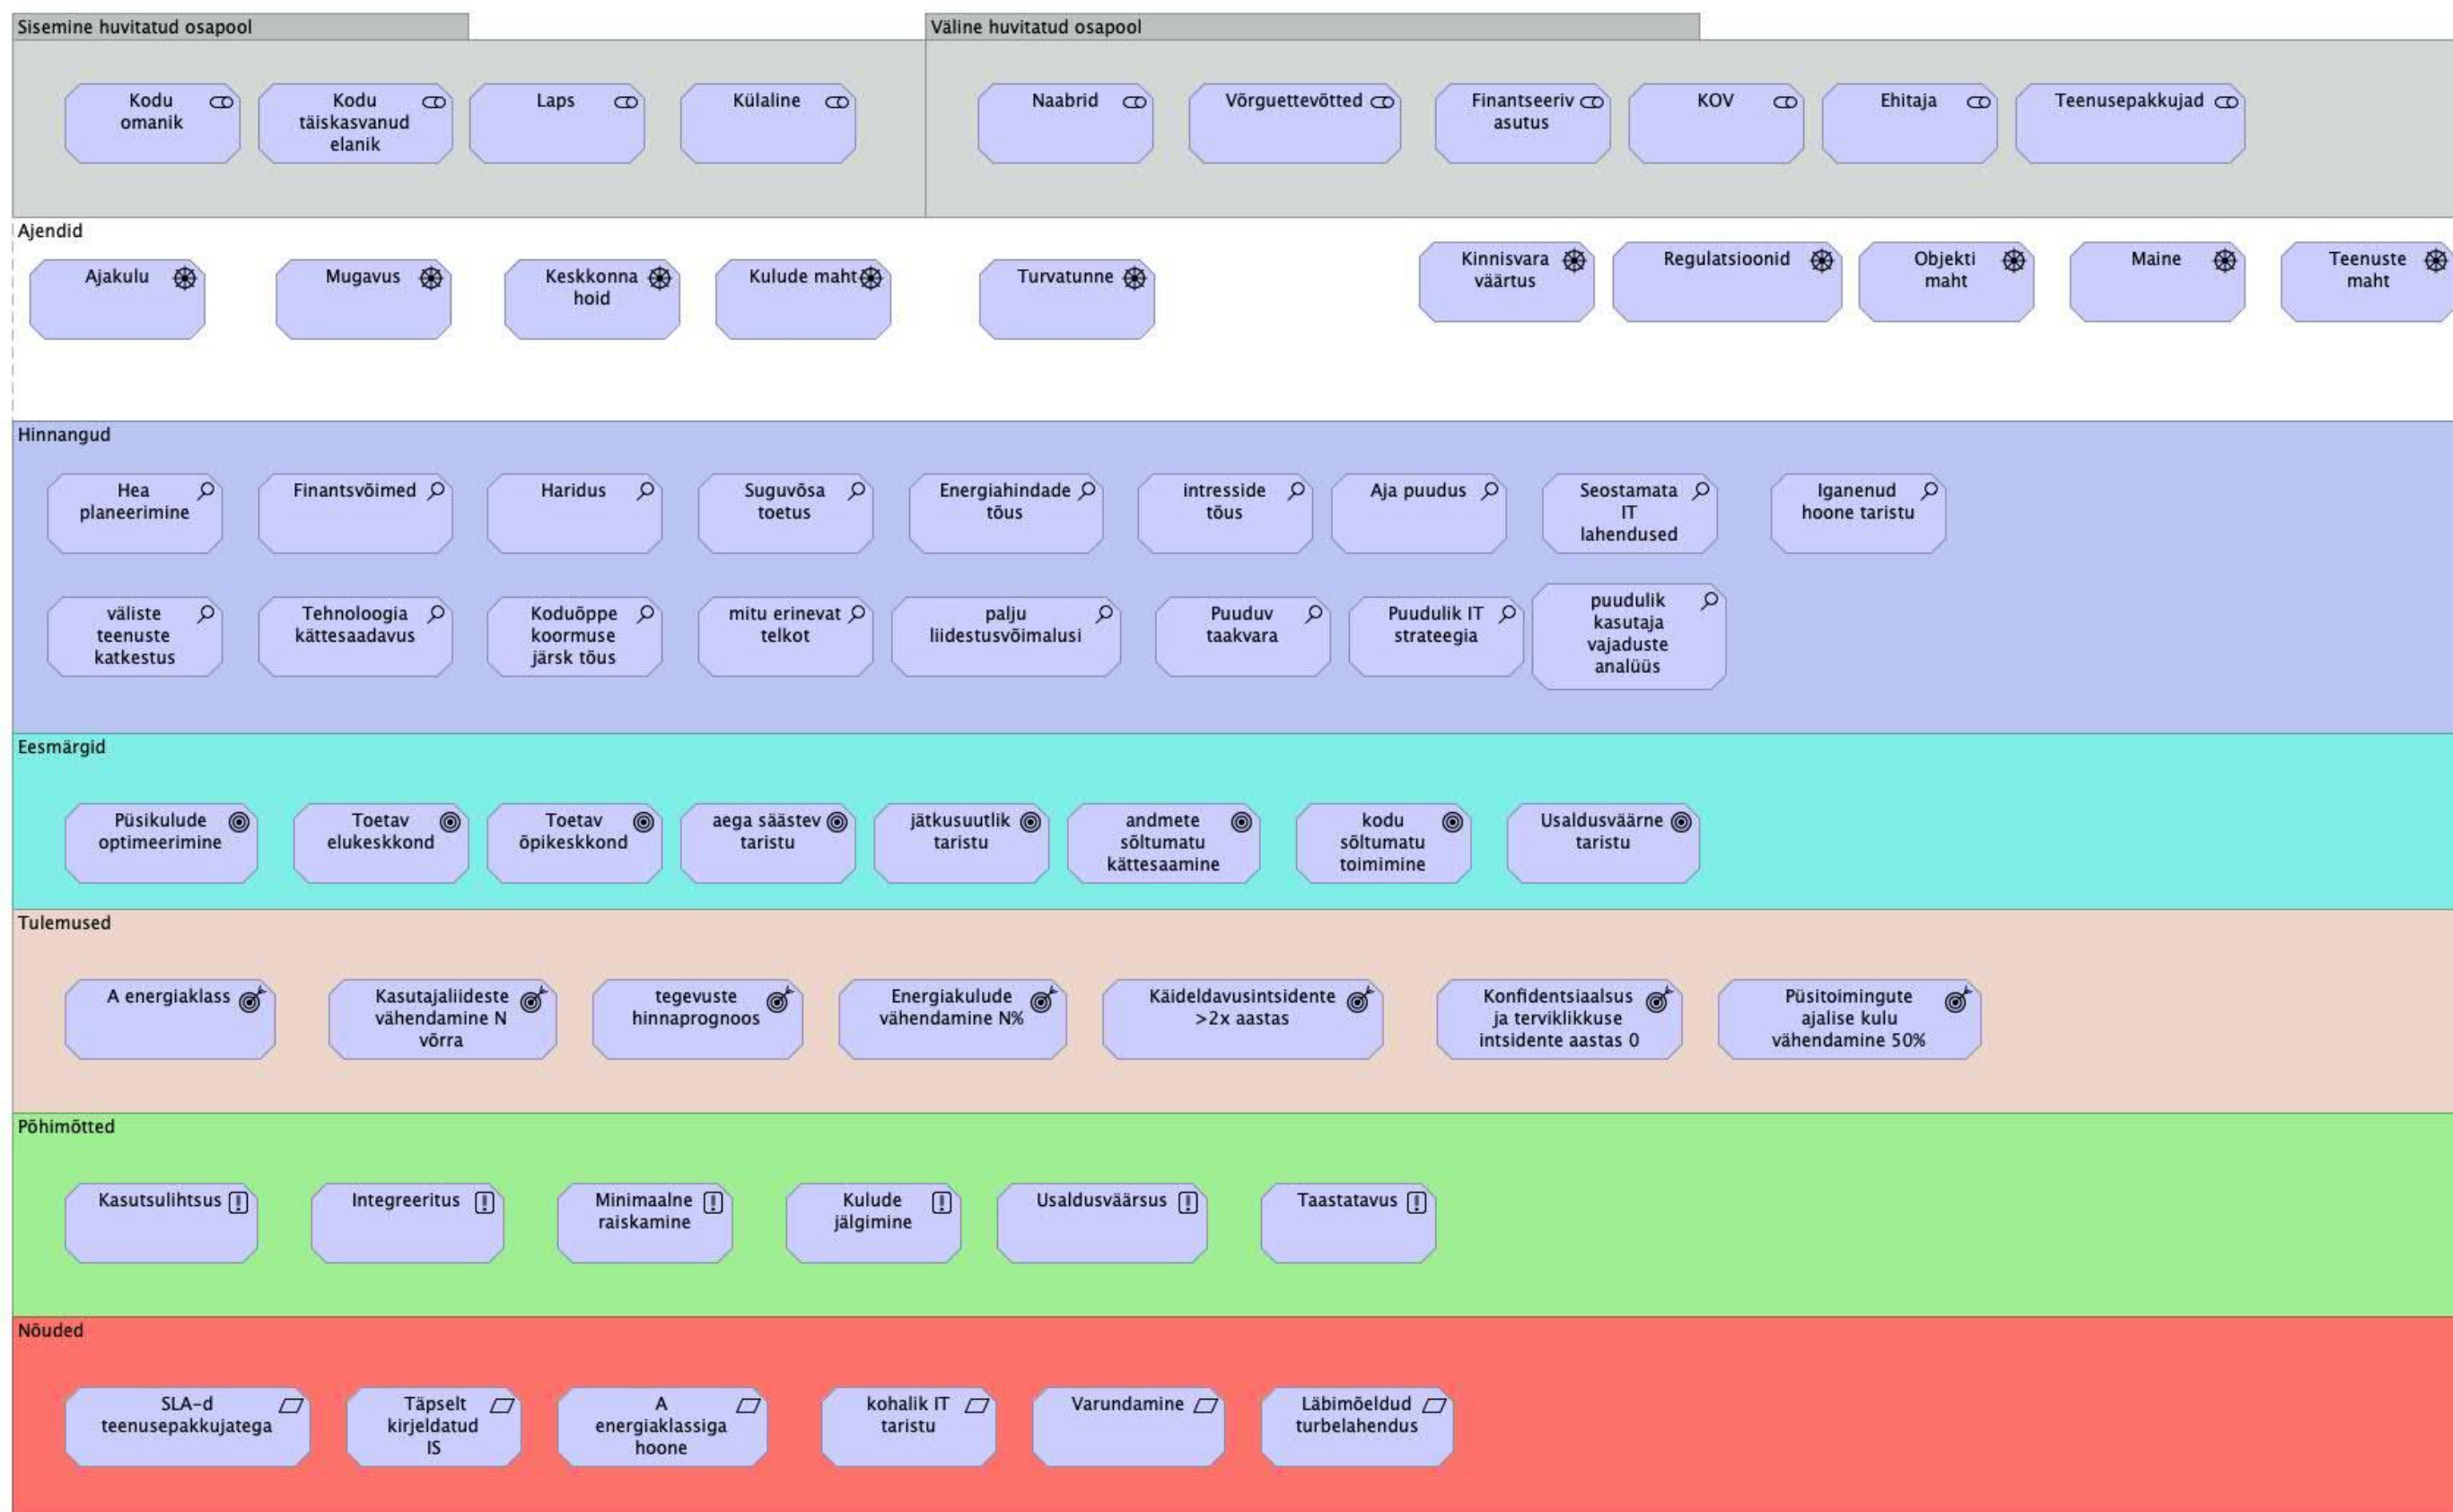 Sisemine huvitatud osapool
Väline huvitatud osapool
Kodu
omanik
Kodu
täiskasvanud
elanik
Laps
Külaline
Naabrid
Võrguettevõtted
Finantseeriv
asutus
KOV
Ehitaja
Teenusepakkujad
Ajendid
Ajakulu
Mugavus
Keskkonna
hoid
Kulude maht
Turvatunne
Kinnisvara
väärtus
Regulatsioonid
Objekti
maht
Maine
Teenuste
maht
Hinnangud
Hea
planeerimine
Finantsvõimed
Haridus
Suguvõsa
toetus
Energiahindade
tõus
intresside
tõus
Aja puudus
Seostamata
IT
lahendused
Iganenud
hoone taristu
väliste
teenuste
katkestus
Tehnoloogia
kättesaadavus
Koduõppe
koormuse
järsk tõus
mitu erinevat
telkot
palju
liidestusvõimalusi
Puuduv
taakvara
Puudulik IT
strateegia
puudulik
kasutaja
vajaduste
analüüs
Eesmärgid
Püsikulude
optimeerimine
Toetav
elukeskkond
Toetav
õpikeskkond
aega säästev
taristu
jätkusuutlik
taristu
andmete
sõltumatu
kättesaamine
kodu
sõltumatu
toimimine
Usaldusväärne
taristu
Tulemused
A energiaklass
Kasutajaliideste
vähendamine N
võrra
tegevuste
hinnaprognoos
Energiakulude
vähendamine N%
Käideldavusintsidente
>2x aastas
Konfidentsiaalsus
ja terviklikkuse
intsidente aastas 0
Püsitoimingute
ajalise kulu
vähendamine 50%
Põhimõtted
Kasutsulihtsus
Integreeritus
Minimaalne
raiskamine
Kulude
jälgimine
Usaldusväärsus
Taastatavus
Nõuded
SLA-d
teenusepakkujatega
Täpselt
kirjeldatud
IS
A
energiaklassiga
hoone
kohalik IT
taristu
Varundamine
Läbimõeldud
turbelahendus